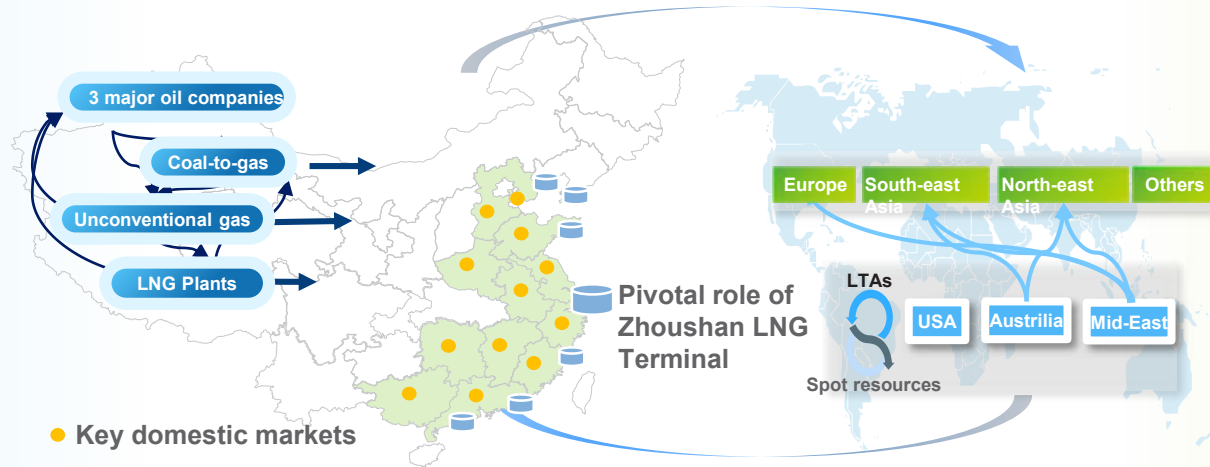 3 major oil companies
Coal-to-gas
Unconventional gas
LNG Plants
Pivotal role of
Zhoushan LNG
Terminal
Key domestic markets
Europe
South-east
Asia
North-east
Asia
Others
LTAs
USA
Austrilia
Mid-East
Spot resources